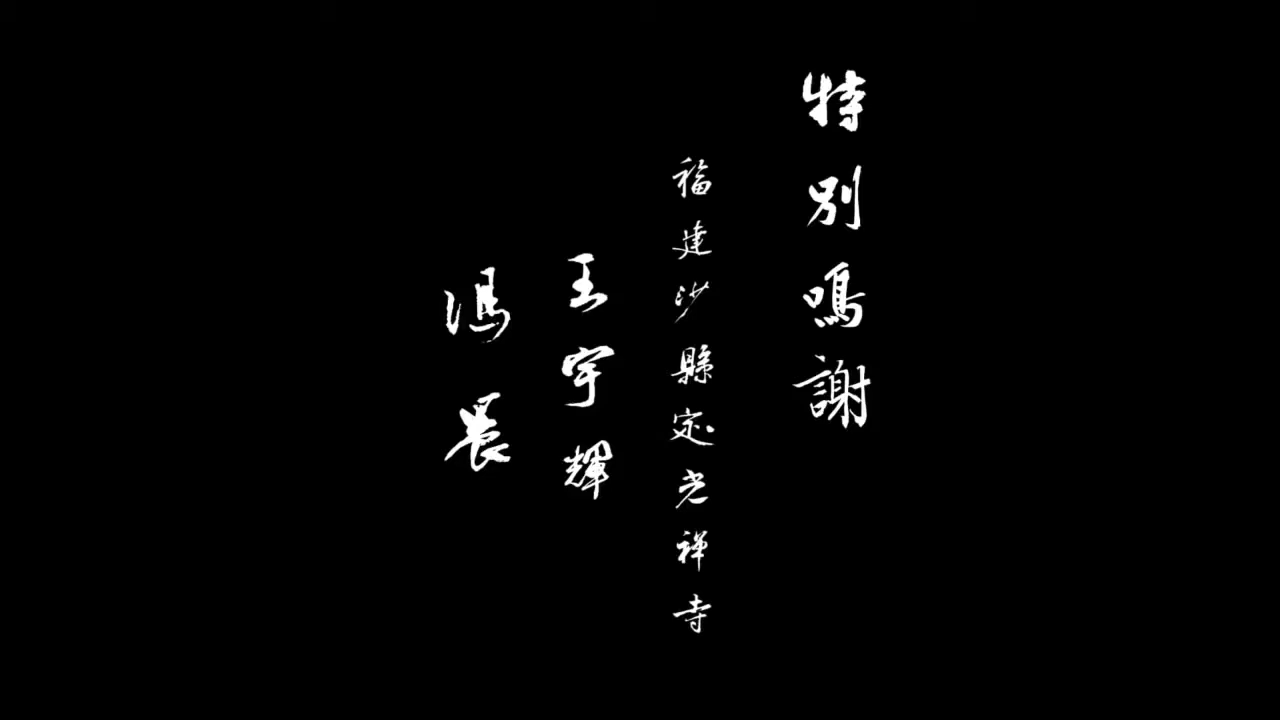 特別鳴謝
福建沙縣定光禅寺
王宇輝
馮晨